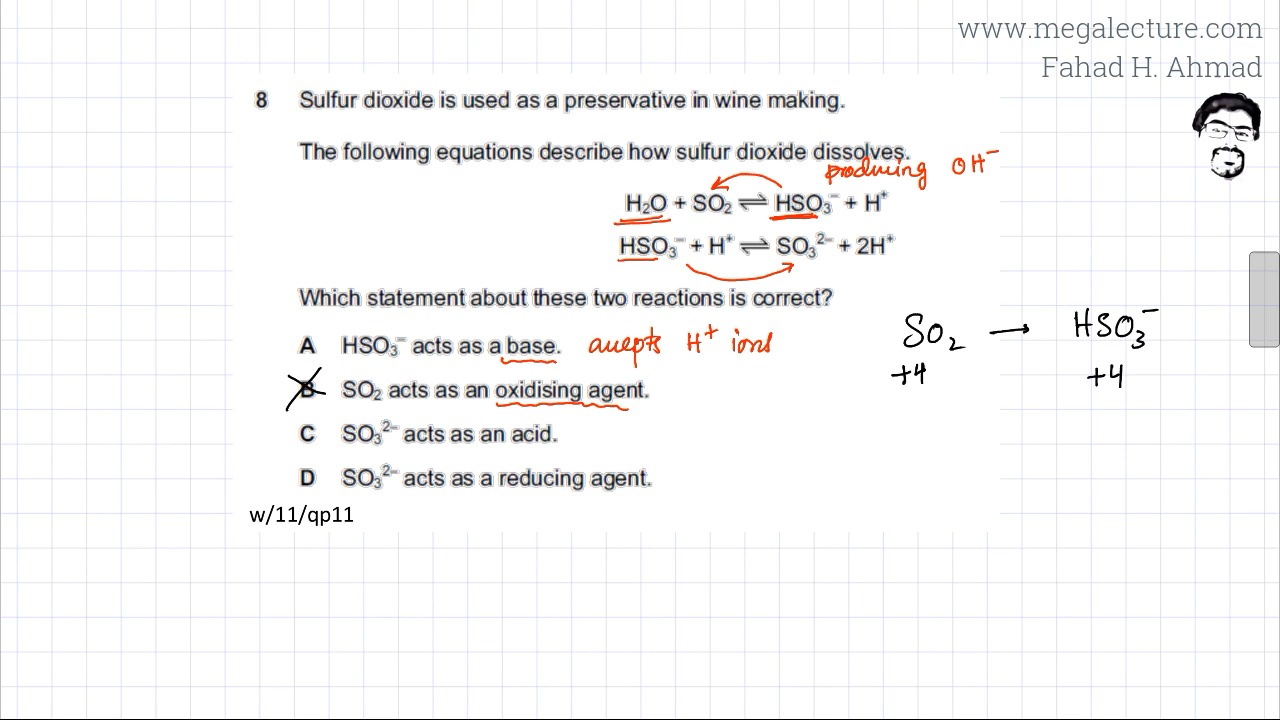 www.megalecture.com
Fahad H. Ahmad
8 Sulfur dioxide is used as a preservative in wine making.
The following equations describe how sulfur dioxide dissolves.
producing OH⁻
H₂O + SO₂ ⇌ HSO₃⁻ + H⁺
HSO₃⁻ + H⁺ ⇌ SO₃²⁻ + 2H⁺
Which statement about these two reactions is correct?
A HSO₃⁻ acts as a base. accepts H⁺ ions
B SO₂ acts as an oxidising agent.
C SO₃²⁻ acts as an acid.
D SO₃²⁻ acts as a reducing agent.
w/11/qp11
SO₂ → HSO₃⁻
+4 +4